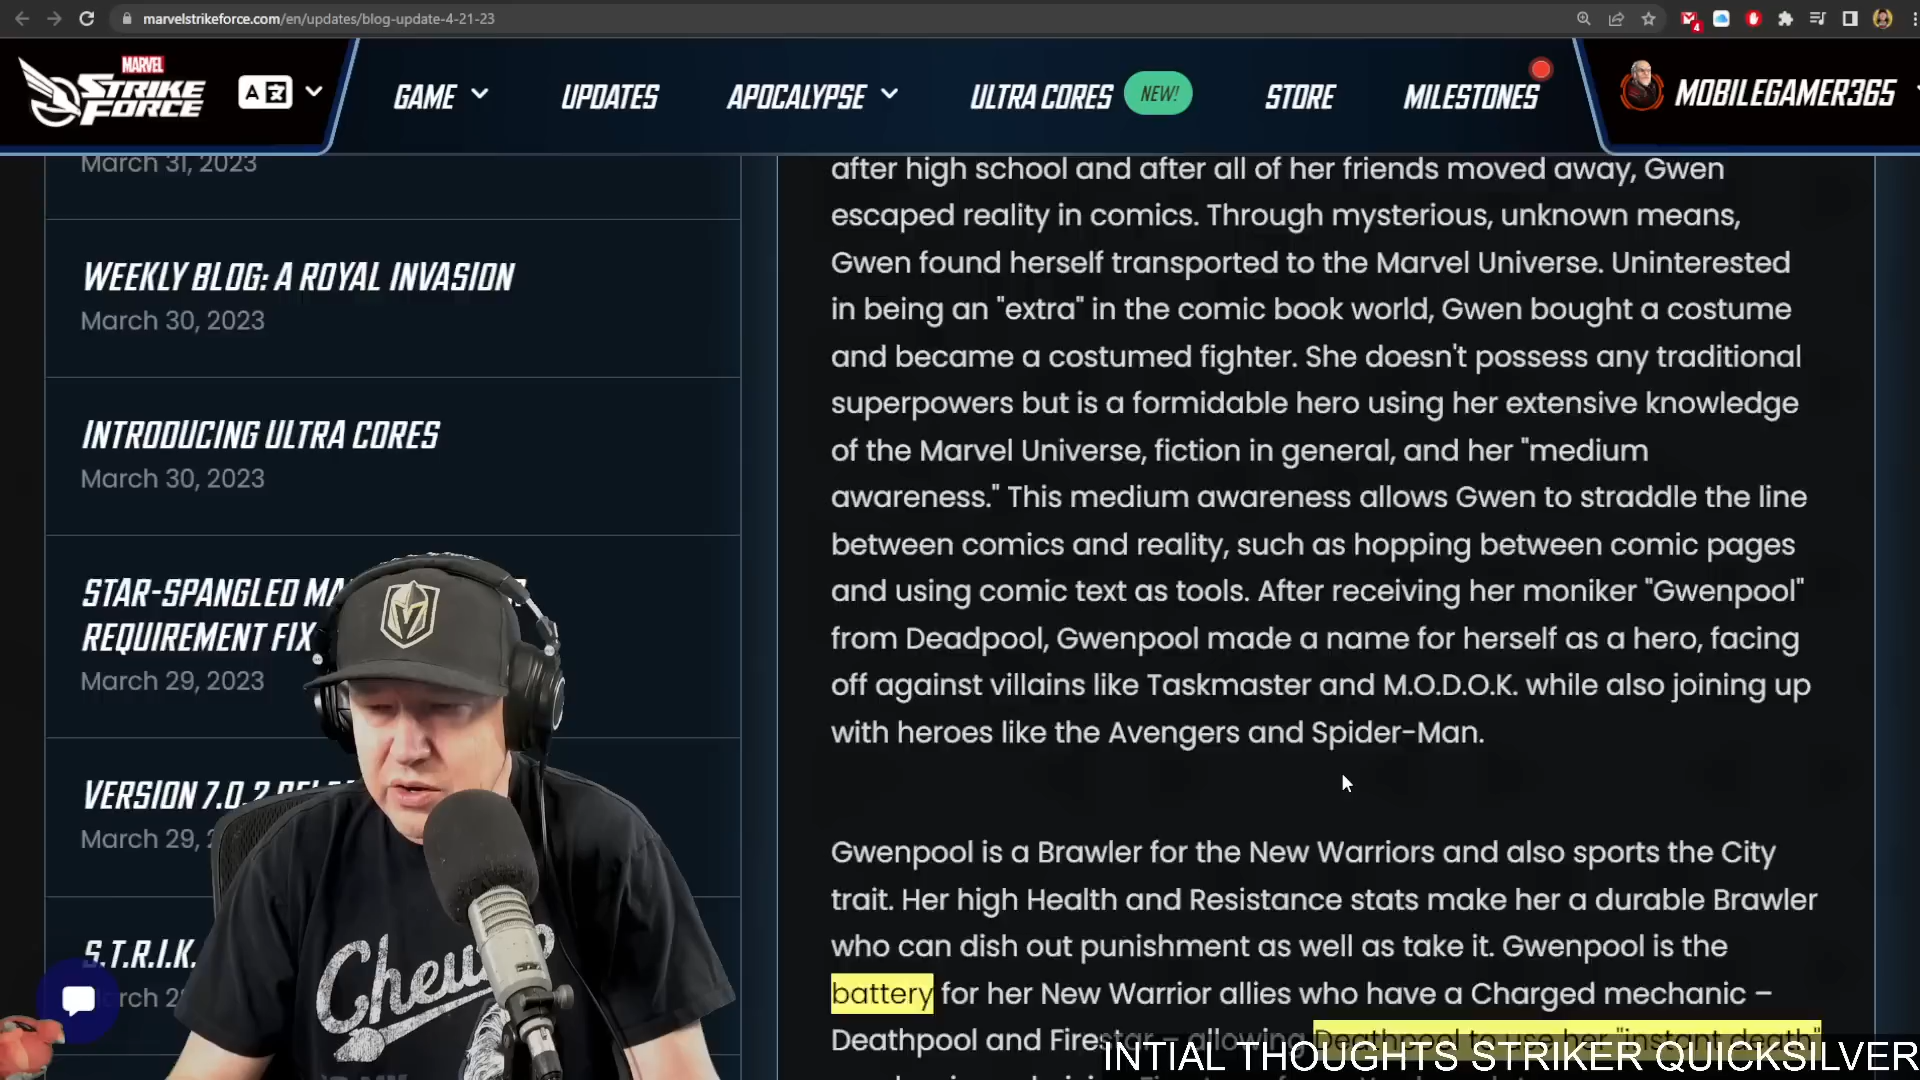 marvelstrikeforce.com/en/updates/blog-update-4-21-23
4
MARVEL
STRIKE
FORCE
A
GAME
UPDATES
APOCALYPSE
ULTRA CORES
NEW!
STORE
MILESTONES
MOBILEGAMER365
March 31, 2023
WEEKLY BLOG: A ROYAL INVASION
March 30, 2023
INTRODUCING ULTRA CORES
March 30, 2023
STAR-SPANGLED
REQUIREMENT FIX
March 29, 2023
VERSION 7.0.2
March 29,
S.T.R.I.K.
after high school and after all of her friends moved away, Gwen
escaped reality in comics. Through mysterious, unknown means,
Gwen found herself transported to the Marvel Universe. Uninterested
in being an "extra" in the comic book world, Gwen bought a costume
and became a costumed fighter. She doesn't possess any traditional
superpowers but is a formidable hero using her extensive knowledge
of the Marvel Universe, fiction in general, and her "medium
awareness." This medium awareness allows Gwen to straddle the line
between comics and reality, such as hopping between comic pages
and using comic text as tools. After receiving her moniker "Gwenpool"
from Deadpool, Gwenpool made a name for herself as a hero, facing
off against villains like Taskmaster and M.O.D.O.K. while also joining up
with heroes like the Avengers and Spider-Man.
Gwenpool is a Brawler for the New Warriors and also sports the City
trait. Her high Health and Resistance stats make her a durable Brawler
who can dish out punishment as well as take it. Gwenpool is the
battery for her New Warrior allies who have a Charged mechanic –
Deathpool and Firestar – allowing Deathpool to use her "instant death"
INTIAL THOUGHTS STRIKER QUICKSILVER